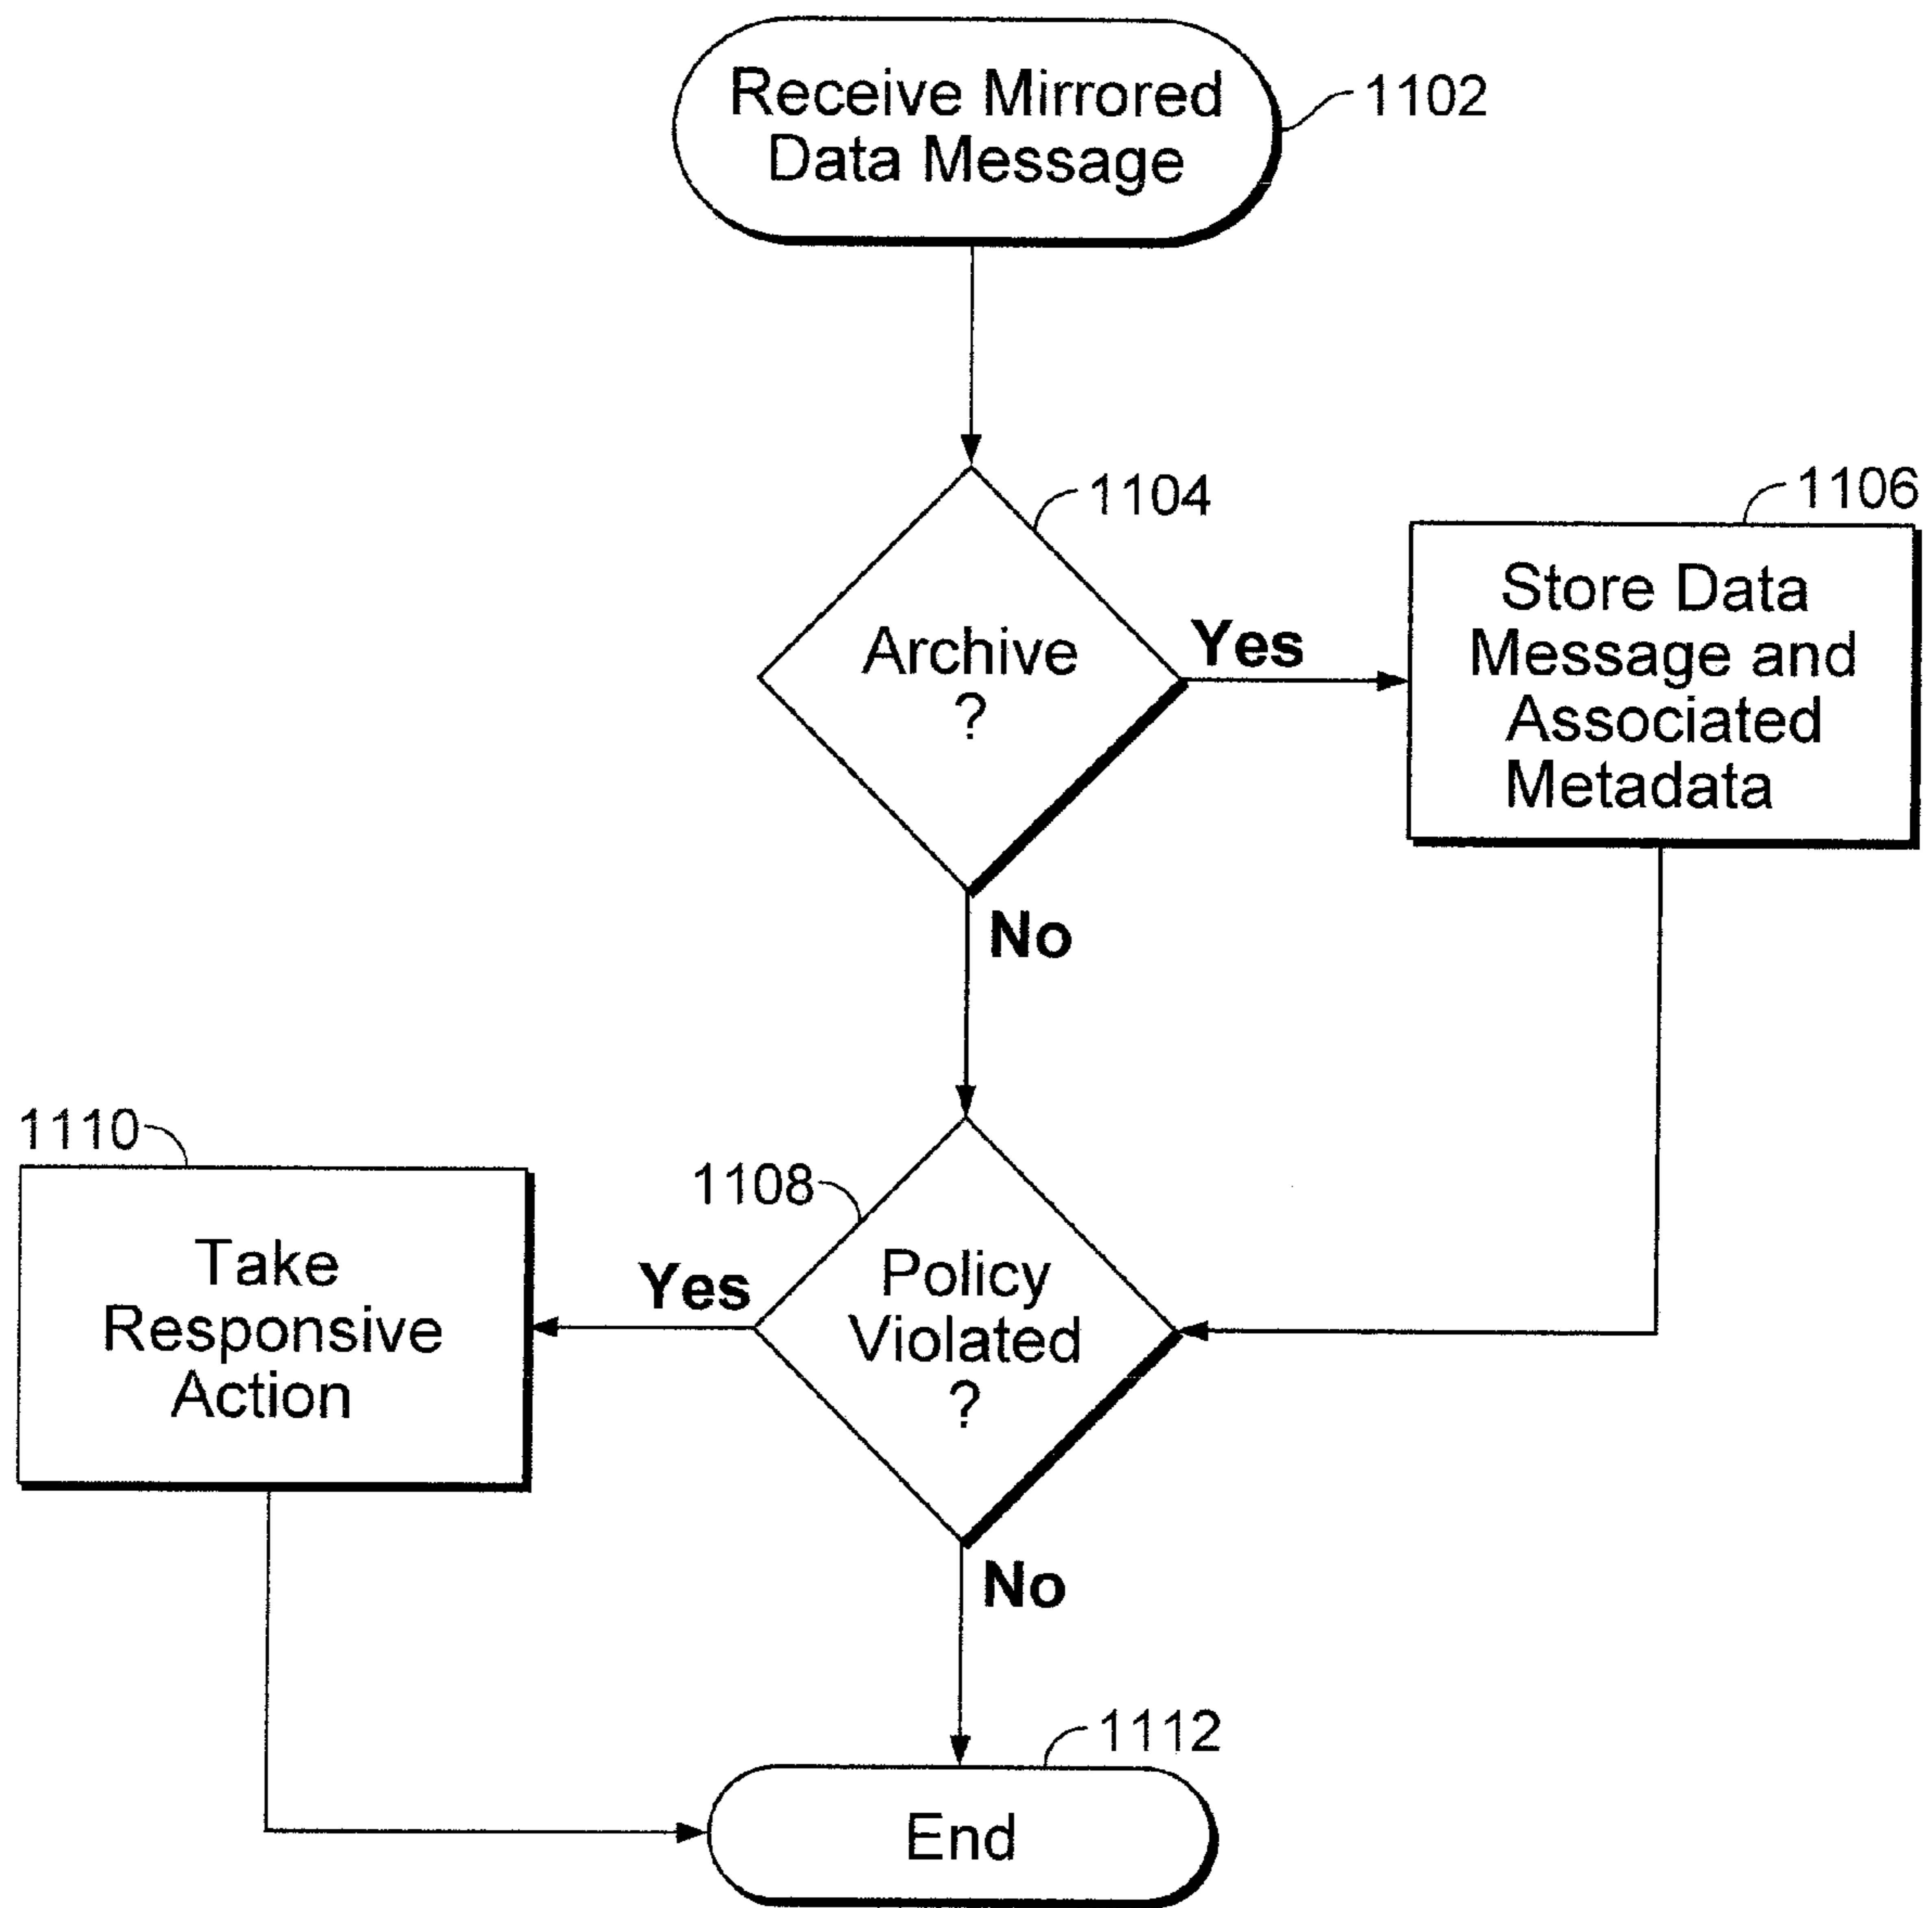 Receive Mirrored
Data Message
1102
1104
Archive
?
Yes
No
1106
Store Data
Message and
Associated
Metadata
1108
Policy
Violated
?
Yes
No
1110
Take
Responsive
Action
1112
End